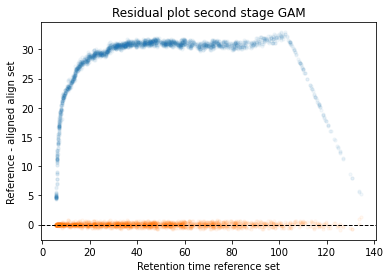 Residual plot second stage GAM
Reference - aligned align set
30
25
20
15
10
5
0
0 20 40 60 80 100 120 140
Retention time reference set